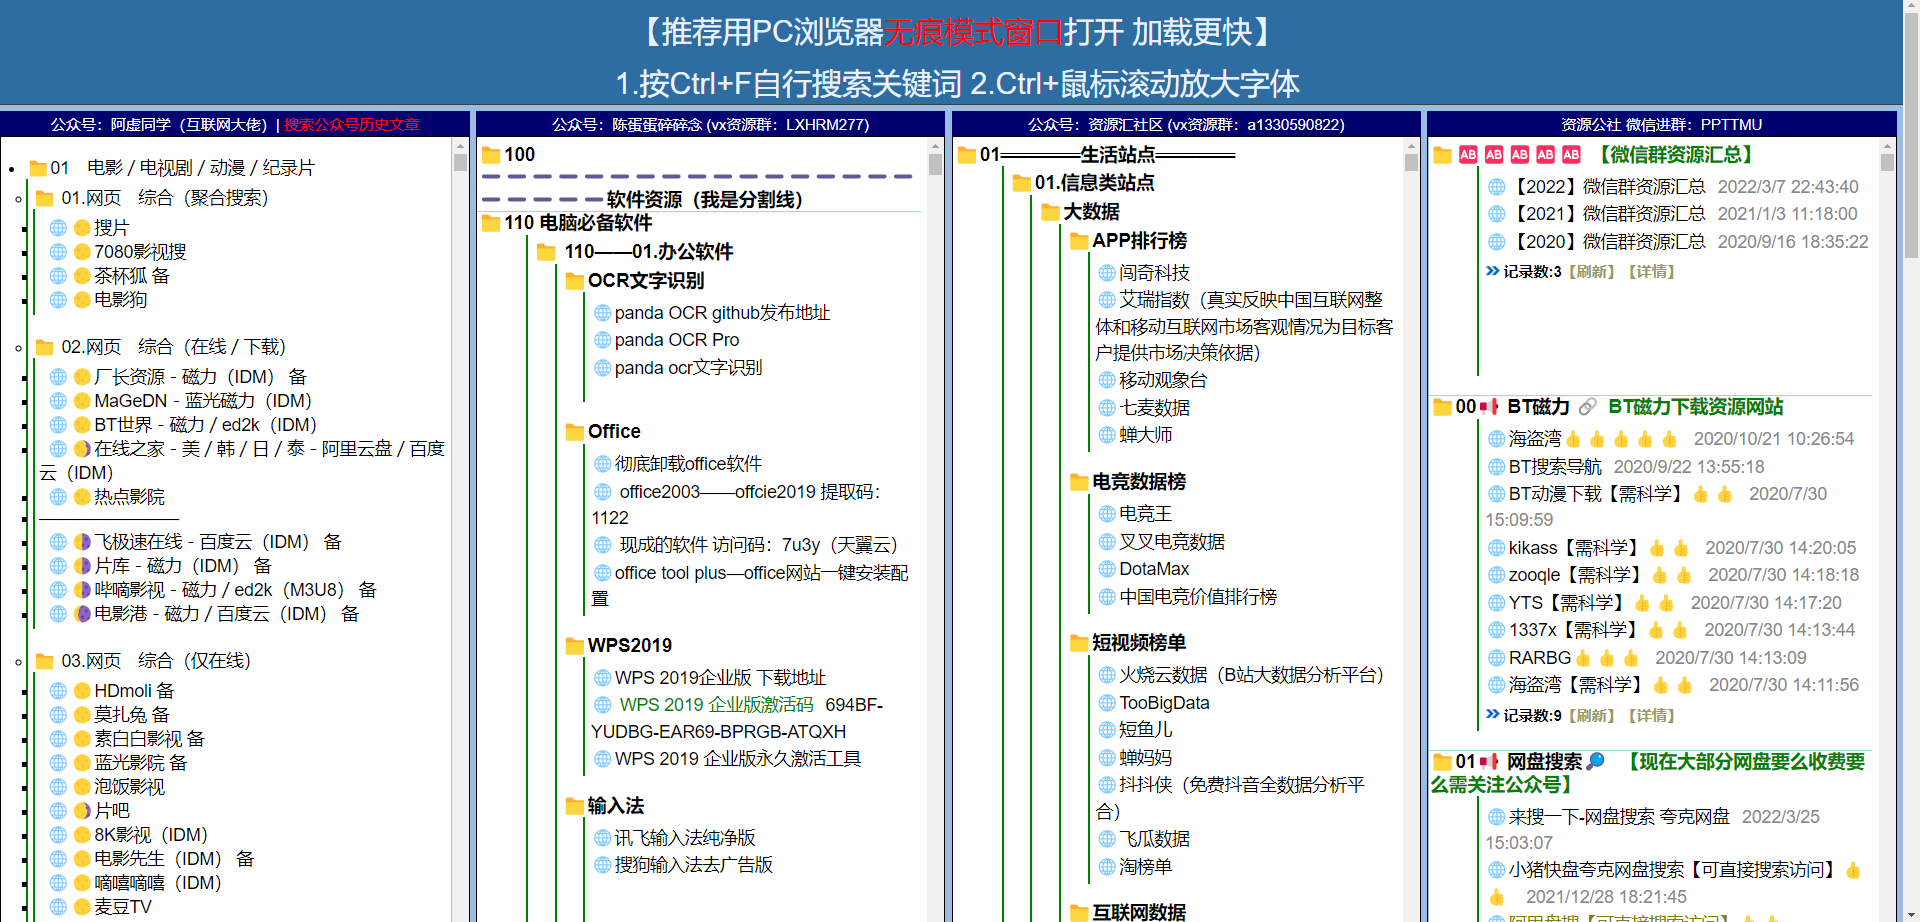 【推荐用PC浏览器无痕模式窗口打开 加载更快】
1.按Ctrl+F自行搜索关键词 2.Ctrl+鼠标滚动放大字体
公众号：阿虚同学（互联网大佬）| 搜索公众号历史文章
01 电影 / 电视剧 / 动漫 / 纪录片
01.网页 综合（聚合搜索）
搜片
7080影视搜
茶杯狐 备
电影狗
02.网页 综合（在线 / 下载）
厂长资源 - 磁力（IDM） 备
MaGeDN - 蓝光磁力（IDM）
BT世界 - 磁力 / ed2k（IDM）
在线之家 - 美 / 韩 / 日 / 泰 - 阿里云盘 / 百度
云（IDM）
热点影院
————————
飞极速在线 - 百度云（IDM） 备
片库 - 磁力（IDM） 备
哔嘀影视 - 磁力 / ed2k（M3U8） 备
电影港 - 磁力 / 百度云（IDM） 备
03.网页 综合（仅在线）
HDmoli 备
莫扎兔 备
素白白影视 备
蓝光影院 备
泡饭影视
片吧
8K影视（IDM）
电影先生（IDM） 备
嘀嘻嘀嘻（IDM）
麦豆TV
公众号：陈蛋蛋碎碎念 (vx资源群：LXHRM277)
100
— — — — — — — — — — — — — — — — — —
— — — — — 软件资源（我是分割线）
110 电脑必备软件
110——01.办公软件
OCR文字识别
panda OCR github发布地址
panda OCR Pro
panda ocr文字识别
Office
彻底卸载office软件
office2003——offcie2019 提取码：
1122
现成的软件 访问码：7u3y（天翼云）
office tool plus—office网站一键安装配
置
WPS2019
WPS 2019企业版 下载地址
WPS 2019 企业版激活码 694BF-
YUDBG-EAR69-BPRGB-ATQXH
WPS 2019 企业版永久激活工具
输入法
讯飞输入法纯净版
搜狗输入法去广告版
公众号：资源汇社区 (vx资源群：a1330590822)
01═════生活站点═════
01.信息类站点
大数据
APP排行榜
闯奇科技
艾瑞指数（真实反映中国互联网整
体和移动互联网市场客观情况为目标客
户提供市场决策依据）
移动观象台
七麦数据
蝉大师
电竞数据榜
电竞王
叉叉电竞数据
DotaMax
中国电竞价值排行榜
短视频榜单
火烧云数据（B站大数据分析平台）
TooBigData
短鱼儿
蝉妈妈
抖抖侠（免费抖音全数据分析平
台）
飞瓜数据
淘榜单
互联网数据
资源公社 微信进群：PPTTMU
AB AB AB AB AB 【微信群资源汇总】
【2022】微信群资源汇总 2022/3/7 22:43:40
【2021】微信群资源汇总 2021/1/3 11:18:00
【2020】微信群资源汇总 2020/9/16 18:35:22
记录数:3【刷新】【详情】
00 BT磁力 BT磁力下载资源网站
海盗湾 2020/10/21 10:26:54
BT搜索导航 2020/9/22 13:55:18
BT动漫下载【需科学】 2020/7/30
15:09:59
kikass【需科学】 2020/7/30 14:20:05
zooqle【需科学】 2020/7/30 14:18:18
YTS【需科学】 2020/7/30 14:17:20
1337x【需科学】 2020/7/30 14:13:44
RARBG 2020/7/30 14:13:09
海盗湾【需科学】 2020/7/30 14:11:56
记录数:9【刷新】【详情】
01 网盘搜索 【现在大部分网盘要么收费要
么需关注公众号】
来搜一下-网盘搜索 夸克网盘 2022/3/25
15:03:07
小猪快盘夸克网盘搜索【可直接搜索访问】
2021/12/28 18:21:45
阿里盘搜【可直接搜索访问】